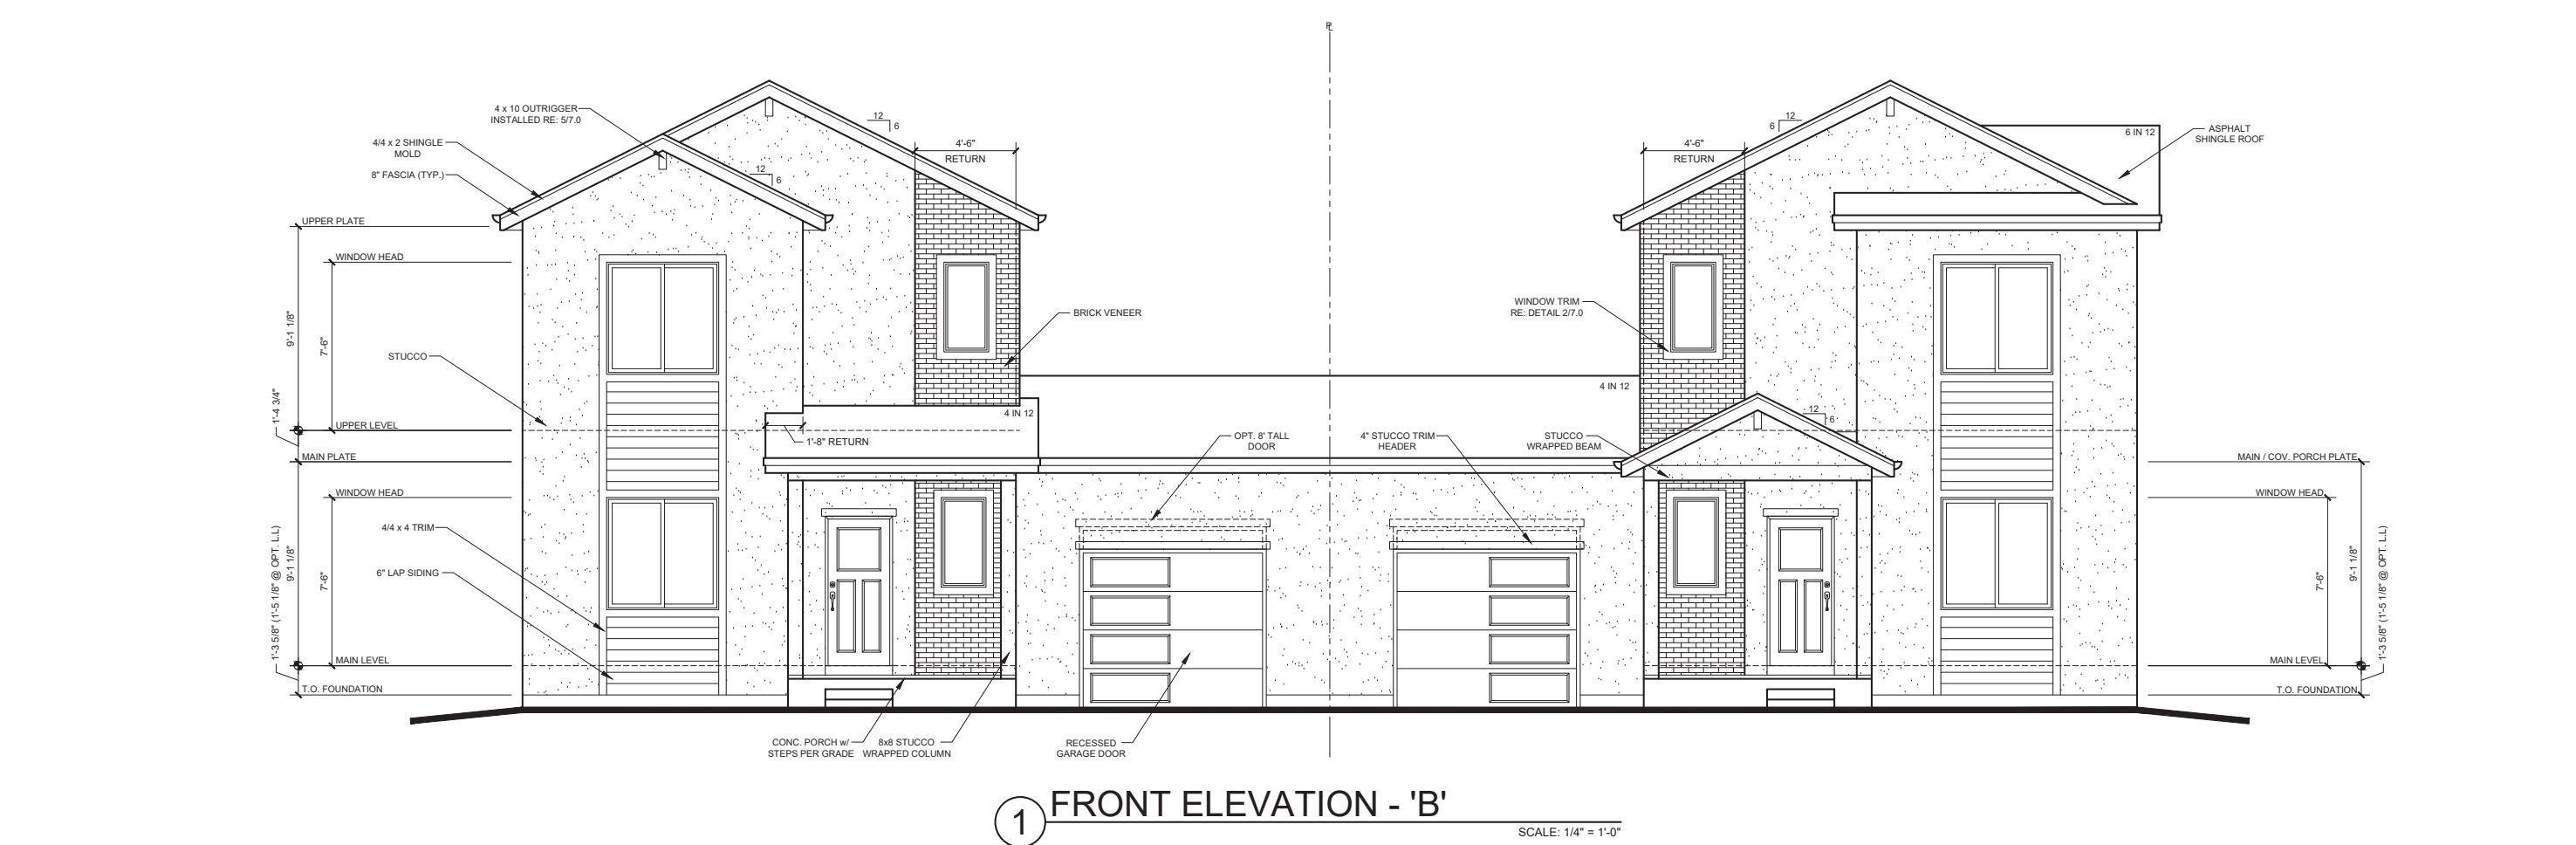 PL
4 x 10 OUTRIGGER
INSTALLED RE: 5/7.0
4/4 x 2 SHINGLE
MOLD
8" FASCIA (TYP.)
UPPER PLATE
WINDOW HEAD
9'-1 1/8"
7'-6"
STUCCO
1'-4 3/4"
UPPER LEVEL
MAIN PLATE
WINDOW HEAD
4/4 x 4 TRIM
6" LAP SIDING
1'-3 5/8" (1'-5 1/8" @ OPT. L.L)
9'-1 1/8"
7'-6"
MAIN LEVEL
T.O. FOUNDATION
12
6
12
6
4'-6"
RETURN
BRICK VENEER
4 IN 12
1'-8" RETURN
CONC. PORCH w/
STEPS PER GRADE
8x8 STUCCO
WRAPPED COLUMN
RECESSED
GARAGE DOOR
OPT. 8' TALL
DOOR
4" STUCCO TRIM
HEADER
STUCCO
WRAPPED BEAM
4 IN 12
WINDOW TRIM
RE: DETAIL 2/7.0
4'-6"
RETURN
12
6
12
6
6 IN 12
ASPHALT
SHINGLE ROOF
MAIN / COV. PORCH PLATE
WINDOW HEAD
7'-6"
9'-1 1/8"
1'-3 5/8" (1'-5 1/8" @ OPT. L.L)
MAIN LEVEL
T.O. FOUNDATION
1
FRONT ELEVATION - 'B'
SCALE: 1/4" = 1'-0"